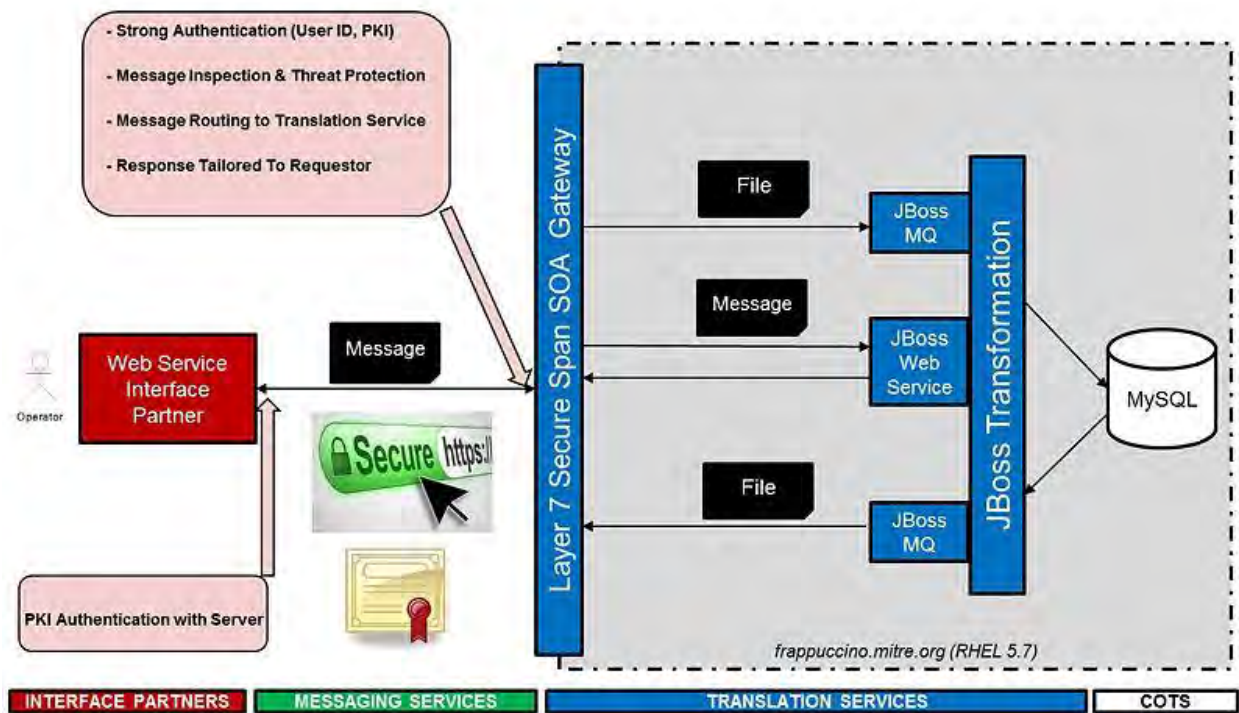 - Strong Authentication (User ID, PKI)
- Message Inspection & Threat Protection
- Message Routing to Translation Service
- Response Tailored To Requestor
Operator
Web Service
Interface
Partner
Message
Secure https://
PKI Authentication with Server
Layer 7 Secure Span SOA Gateway
File
JBoss
MQ
Message
JBoss
Web
Service
File
JBoss
MQ
JBoss Transformation
MySQL
frappuccino.mitre.org (RHEL 5.7)
INTERFACE PARTNERS
MESSAGING SERVICES
TRANSLATION SERVICES
COTS